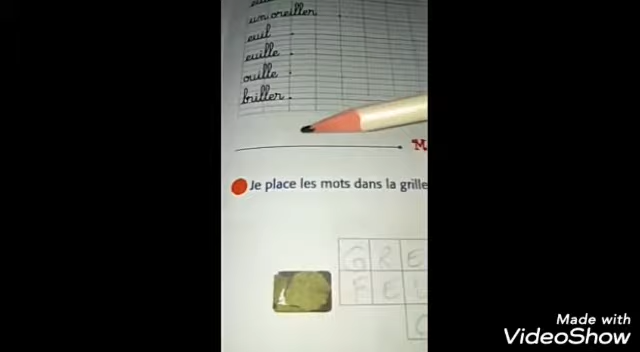 un oreiller
euil .
euille .
ouille .
briller .
"M
Je place les mots dans la grille
G R E
F E U
Made with
VideoShow